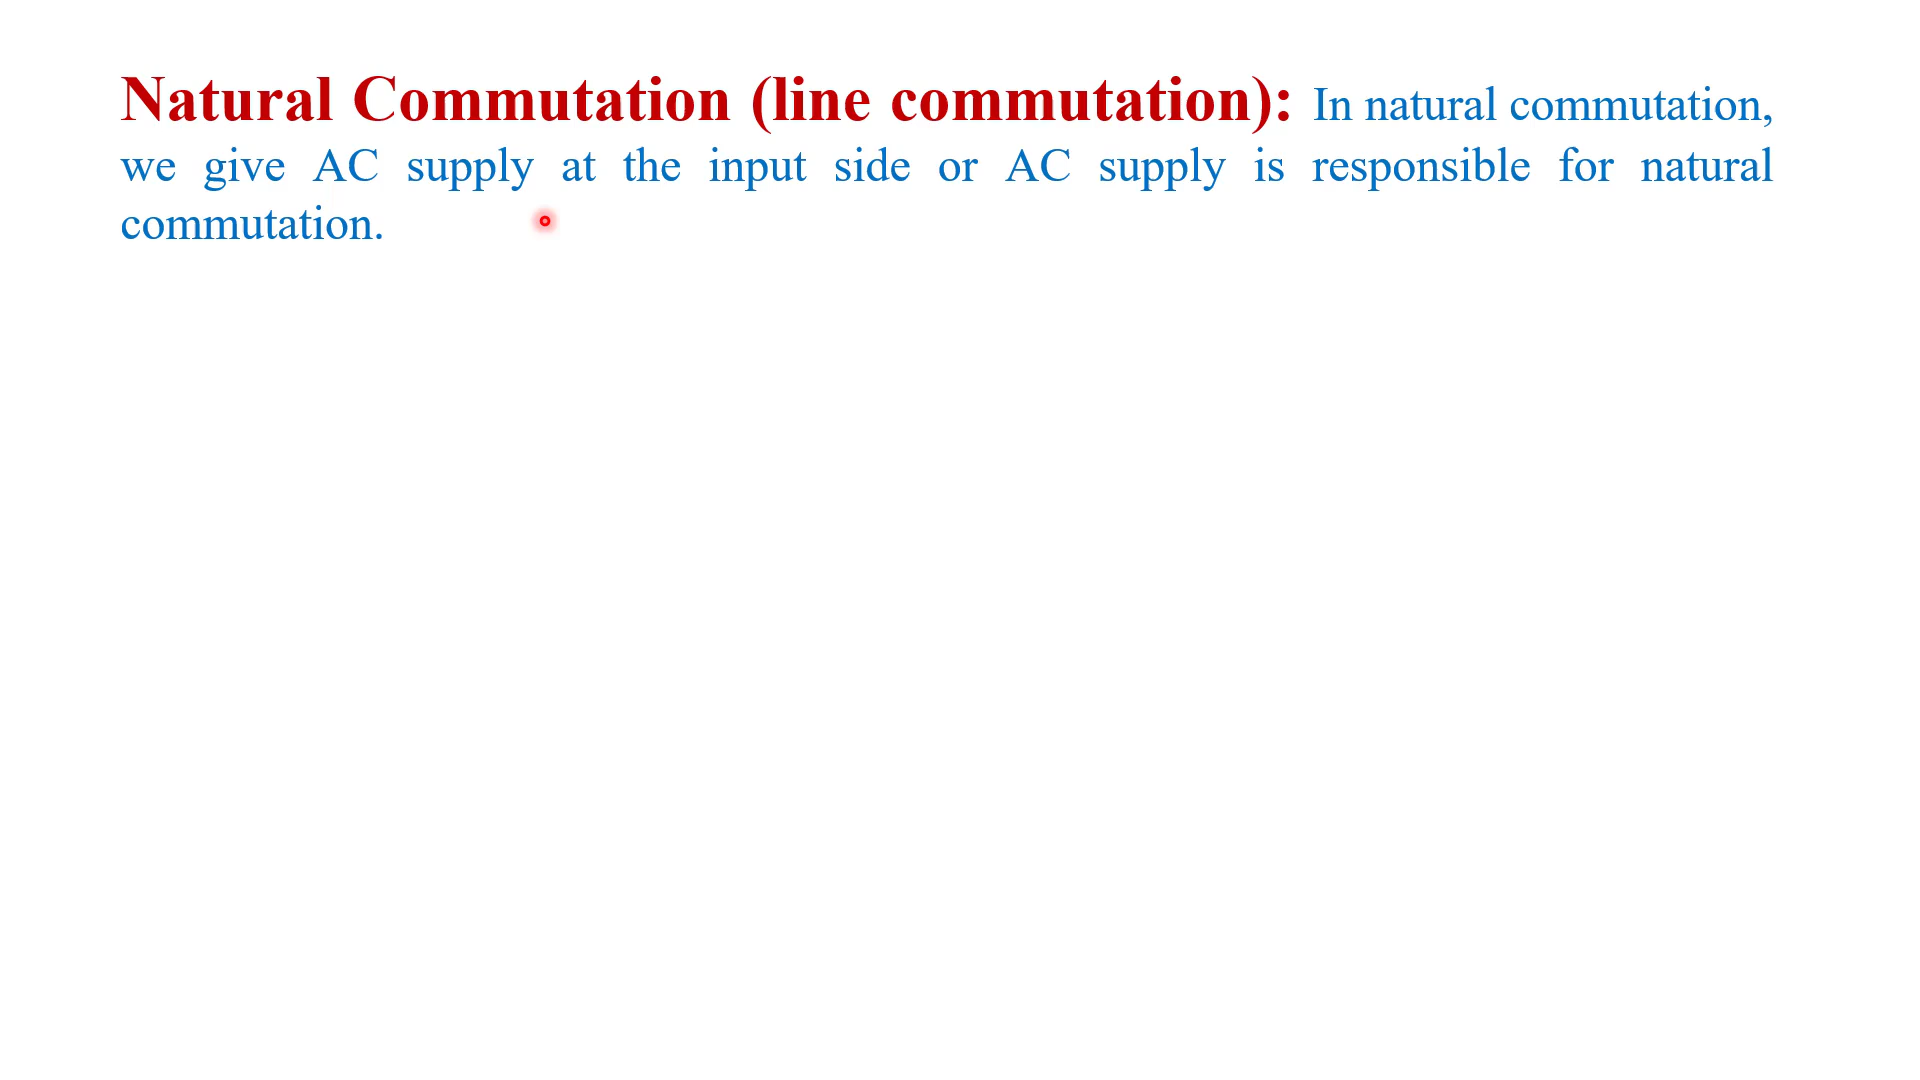 Natural Commutation (line commutation): In natural commutation,
we give AC supply at the input side or AC supply is responsible for natural
commutation.